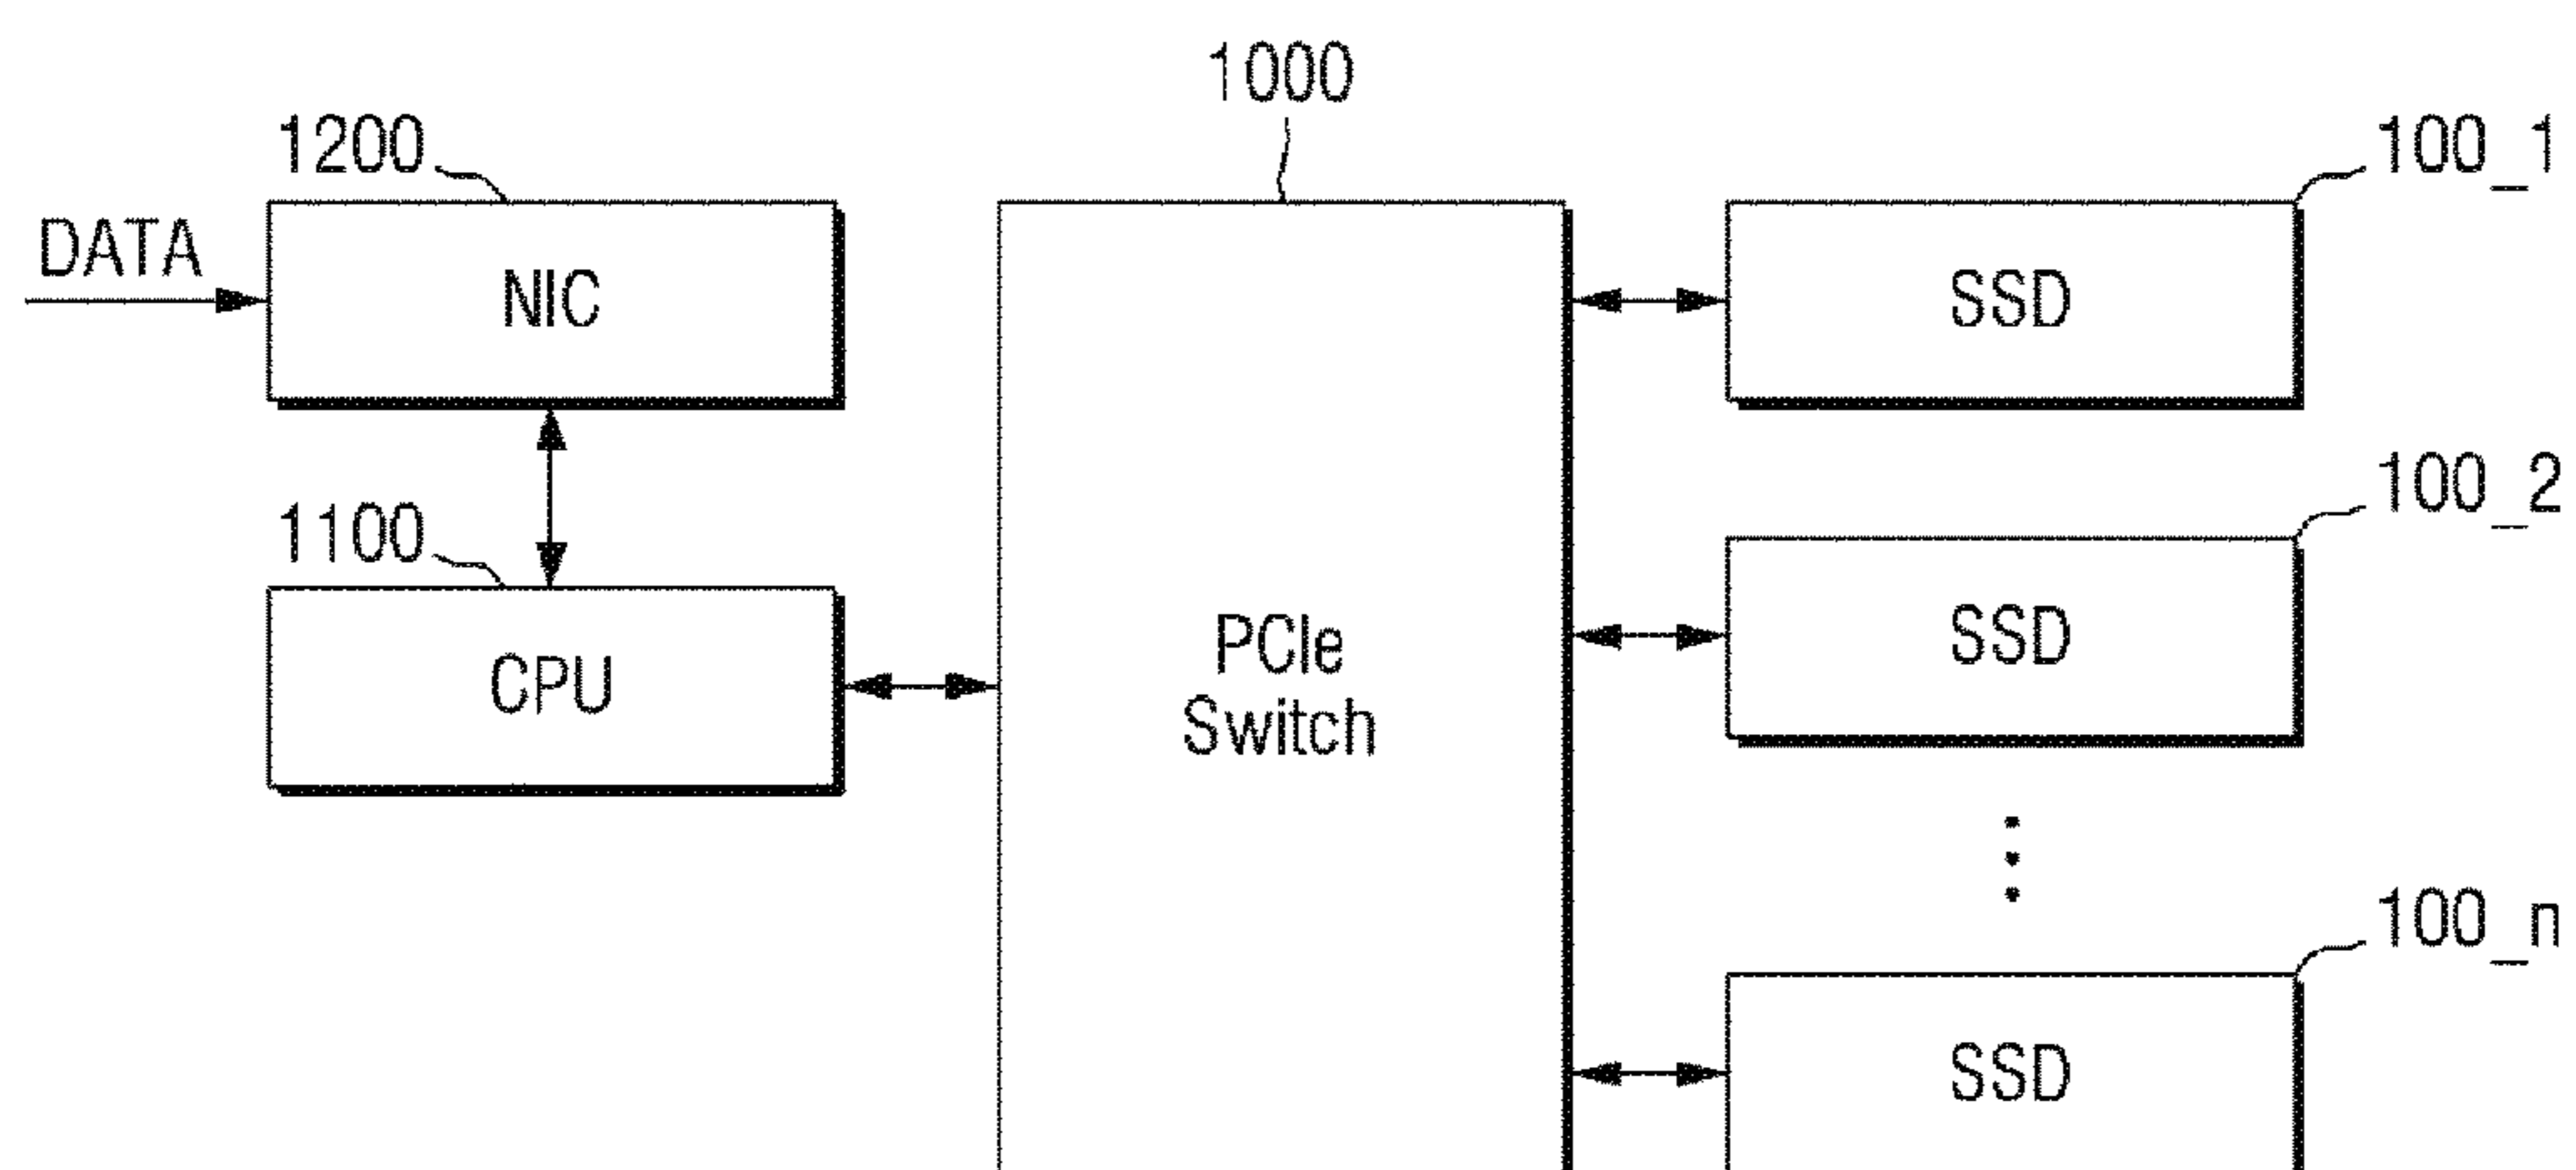 1000
1200
100_1
DATA
NIC
SSD
100_2
1100
PCIe
Switch
SSD
CPU
100_n
SSD